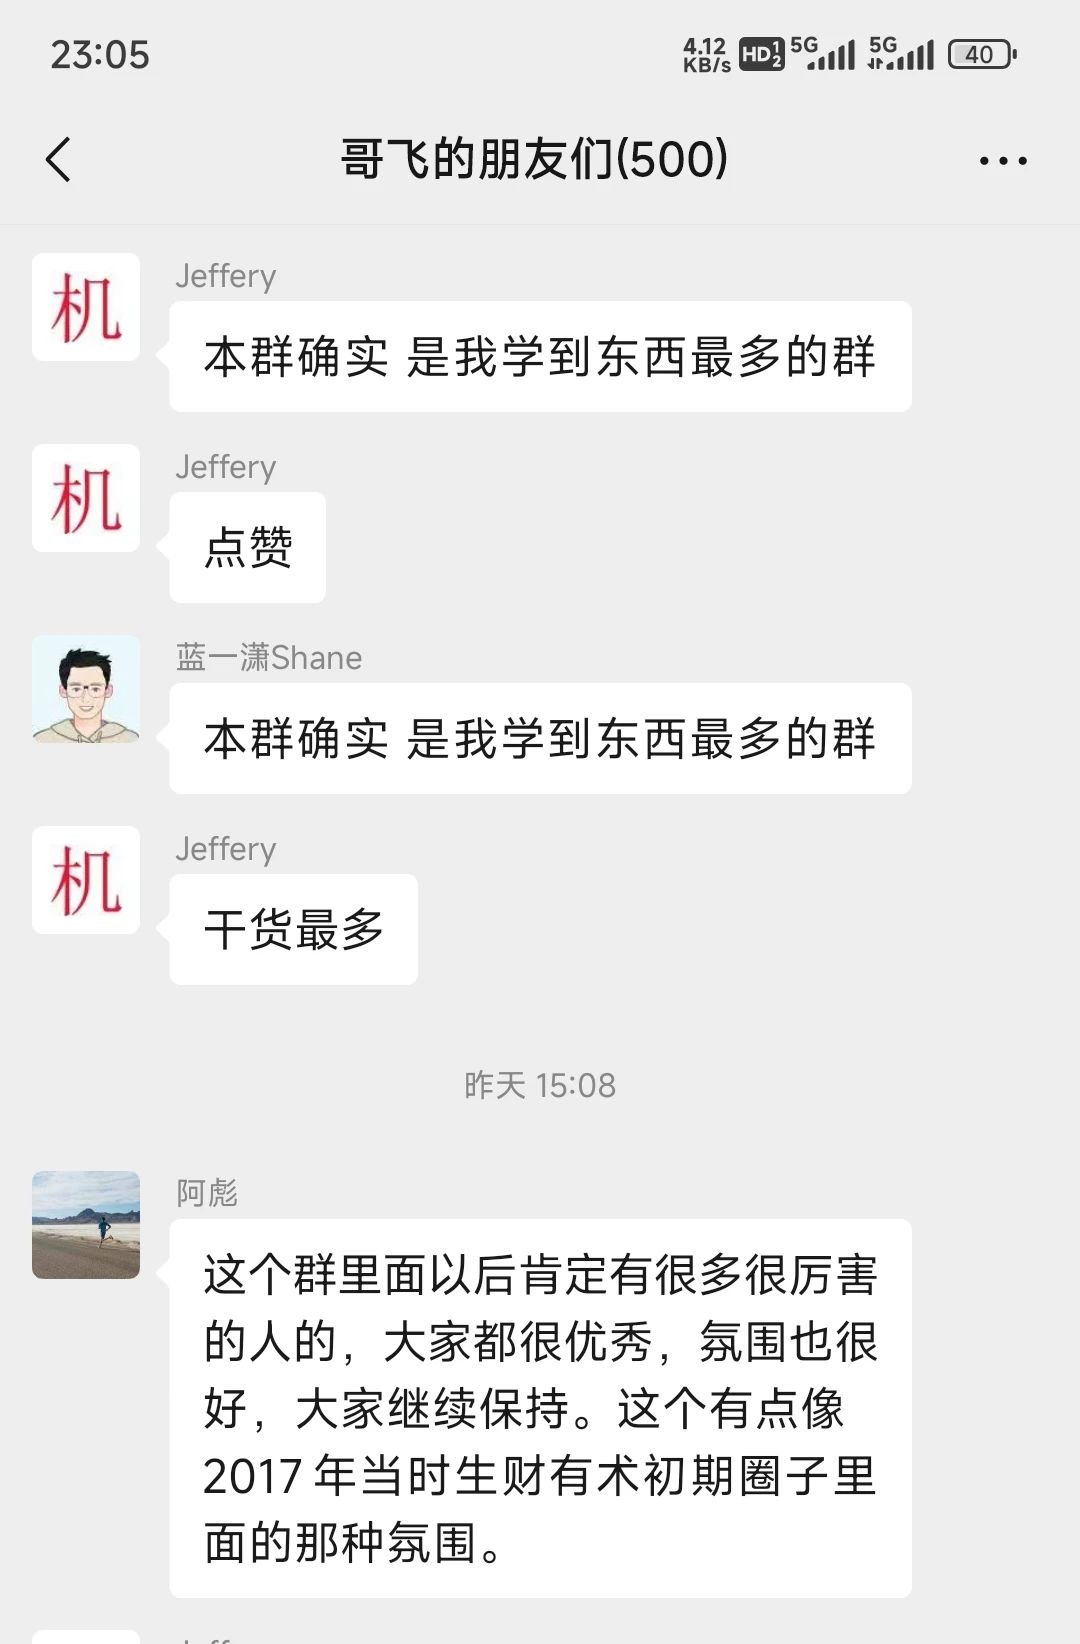 23:05
4.12 KB/s HD 1 2 5G 5G 40
哥飞的朋友们(500)
机
Jeffery
本群确实 是我学到东西最多的群
机
Jeffery
点赞
蓝一潇Shane
本群确实 是我学到东西最多的群
机
Jeffery
干货最多
昨天 15:08
阿彪
这个群里面以后肯定有很多很厉害
的人的，大家都很优秀，氛围也很
好，大家继续保持。这个有点像
2017年当时生财有术初期圈子里
面的那种氛围。